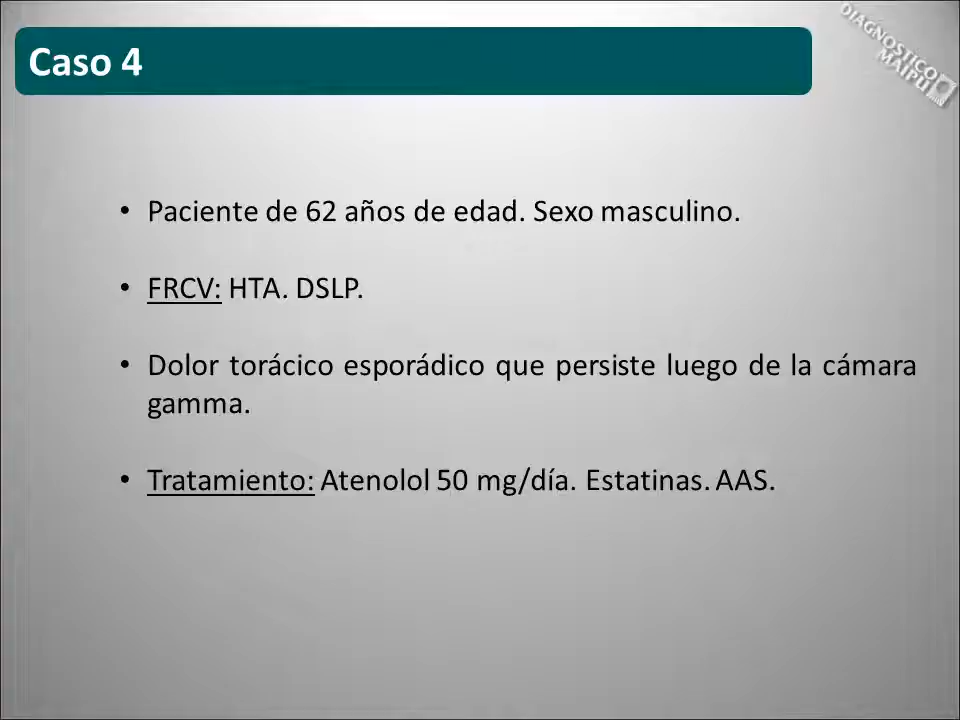 DIAGNOSTICO
MAIPU
Caso 4
• Paciente de 62 años de edad. Sexo masculino.
• FRCV: HTA. DSLP.
• Dolor torácico esporádico que persiste luego de la cámara
gamma.
• Tratamiento: Atenolol 50 mg/día. Estatinas. AAS.